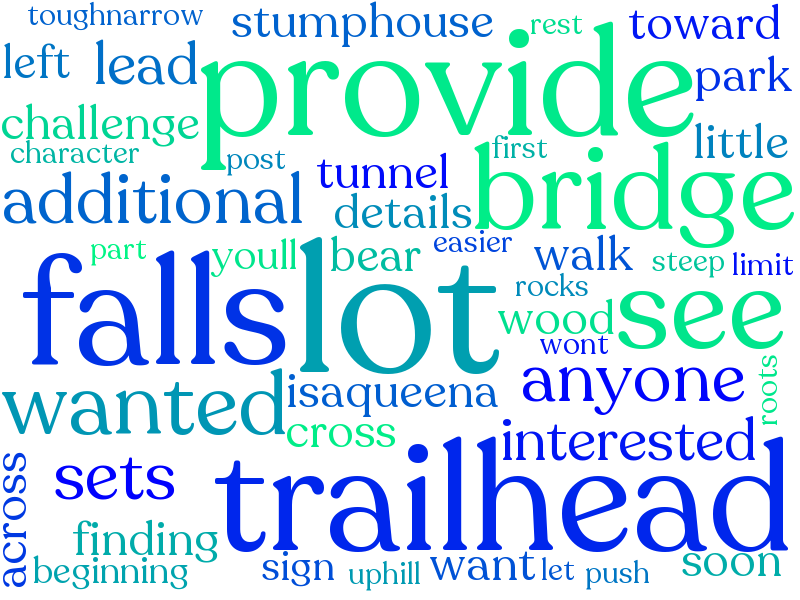 toughnarrow
stumphouse
rest
toward
left
lead
provide
park
challenge
character
post
first
little
additional
tunnel
details
bridge
part
youll
bear
easier
walk
steep
limit
falls
lot
rocks
wood
see
wont
wanted
isaqueena
anyone
roots
cross
interested
across
sets
trailhead
finding
beginning
sign
uphill
want
let
push
soon